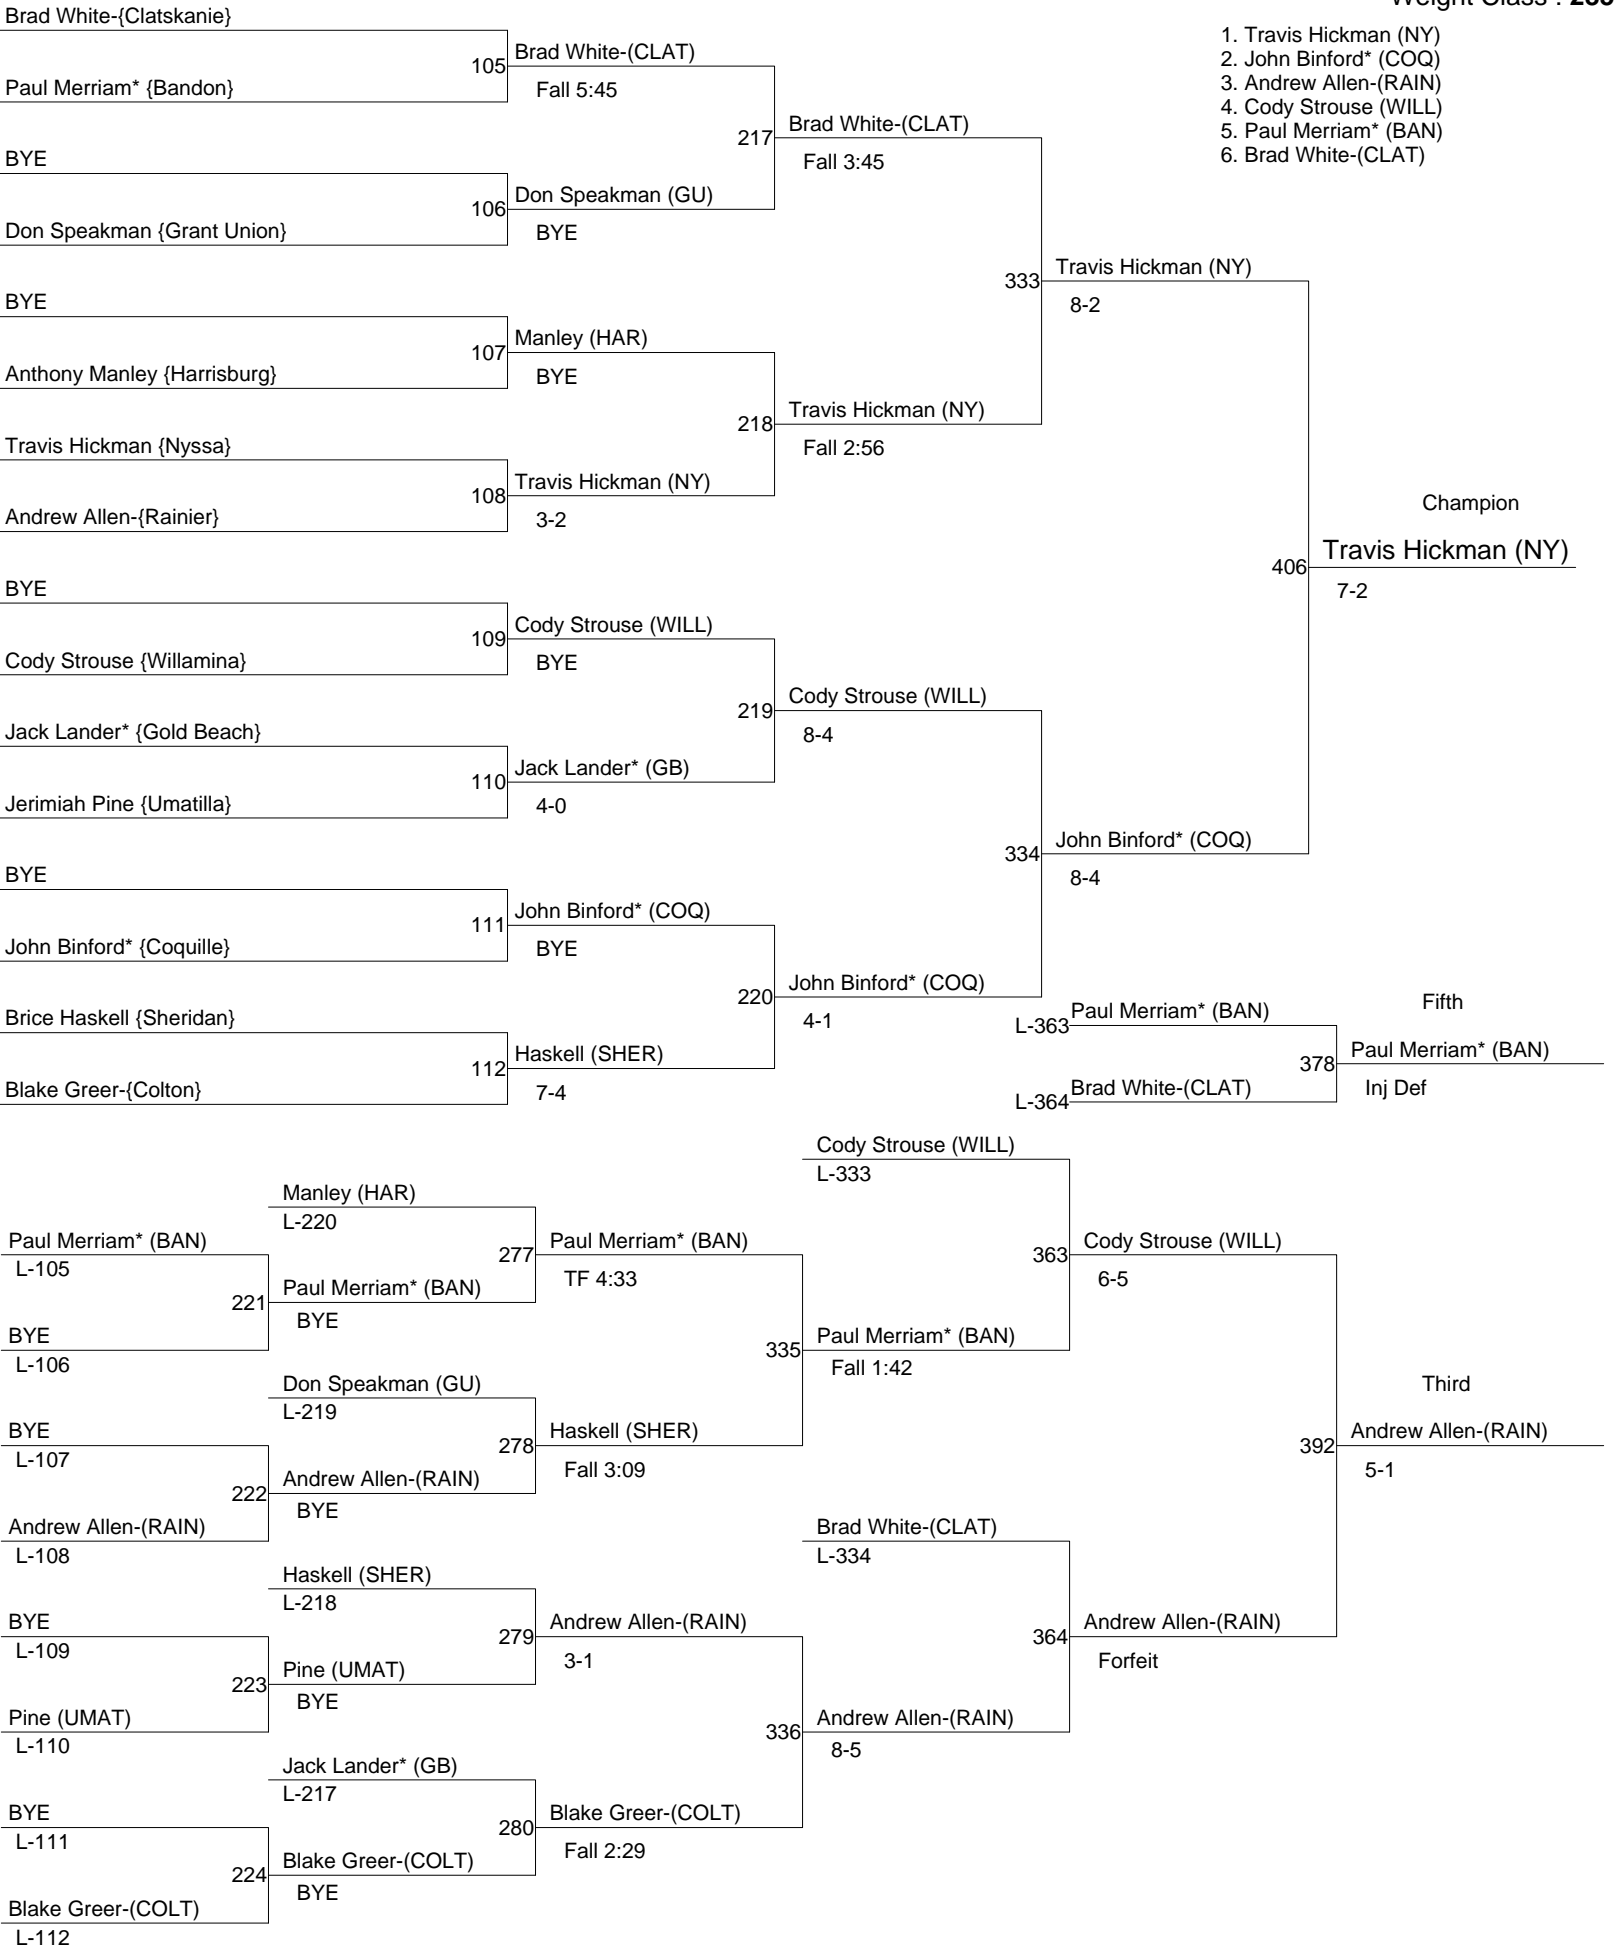 Weight Class :
1. Travis Hickman (NY)
2. John Binford* (COQ)
3. Andrew Allen-(RAIN)
4. Cody Strouse (WILL)
5. Paul Merriam* (BAN)
6. Brad White-(CLAT)
Brad White-{Clatskanie}
105
Brad White-(CLAT)
Fall 5:45
Paul Merriam* {Bandon}
217
Brad White-(CLAT)
Fall 3:45
BYE
106
Don Speakman (GU)
BYE
Don Speakman {Grant Union}
333
Travis Hickman (NY)
8-2
BYE
107
Manley (HAR)
BYE
Anthony Manley {Harrisburg}
218
Travis Hickman (NY)
Fall 2:56
Travis Hickman {Nyssa}
108
Travis Hickman (NY)
3-2
Andrew Allen-{Rainier}
Champion
406
Travis Hickman (NY)
7-2
BYE
109
Cody Strouse (WILL)
BYE
Cody Strouse {Willamina}
219
Cody Strouse (WILL)
8-4
Jack Lander* {Gold Beach}
110
Jack Lander* (GB)
4-0
Jerimiah Pine {Umatilla}
334
John Binford* (COQ)
8-4
BYE
111
John Binford* (COQ)
BYE
John Binford* {Coquille}
220
John Binford* (COQ)
4-1
Brice Haskell {Sheridan}
112
Haskell (SHER)
7-4
Blake Greer-{Colton}
Fifth
L-363
Paul Merriam* (BAN)
378
Paul Merriam* (BAN)
Inj Def
L-364
Brad White-(CLAT)
Cody Strouse (WILL)
L-333
Manley (HAR)
L-220
Paul Merriam* (BAN)
L-105
277
Paul Merriam* (BAN)
TF 4:33
363
Cody Strouse (WILL)
6-5
221
Paul Merriam* (BAN)
BYE
BYE
L-106
335
Paul Merriam* (BAN)
Fall 1:42
Don Speakman (GU)
L-219
Third
BYE
L-107
278
Haskell (SHER)
Fall 3:09
392
Andrew Allen-(RAIN)
5-1
222
Andrew Allen-(RAIN)
BYE
Andrew Allen-(RAIN)
L-108
Brad White-(CLAT)
L-334
Haskell (SHER)
L-218
BYE
L-109
279
Andrew Allen-(RAIN)
3-1
364
Andrew Allen-(RAIN)
Forfeit
223
Pine (UMAT)
BYE
Pine (UMAT)
L-110
336
Andrew Allen-(RAIN)
8-5
Jack Lander* (GB)
L-217
BYE
L-111
280
Blake Greer-(COLT)
Fall 2:29
224
Blake Greer-(COLT)
BYE
Blake Greer-(COLT)
L-112